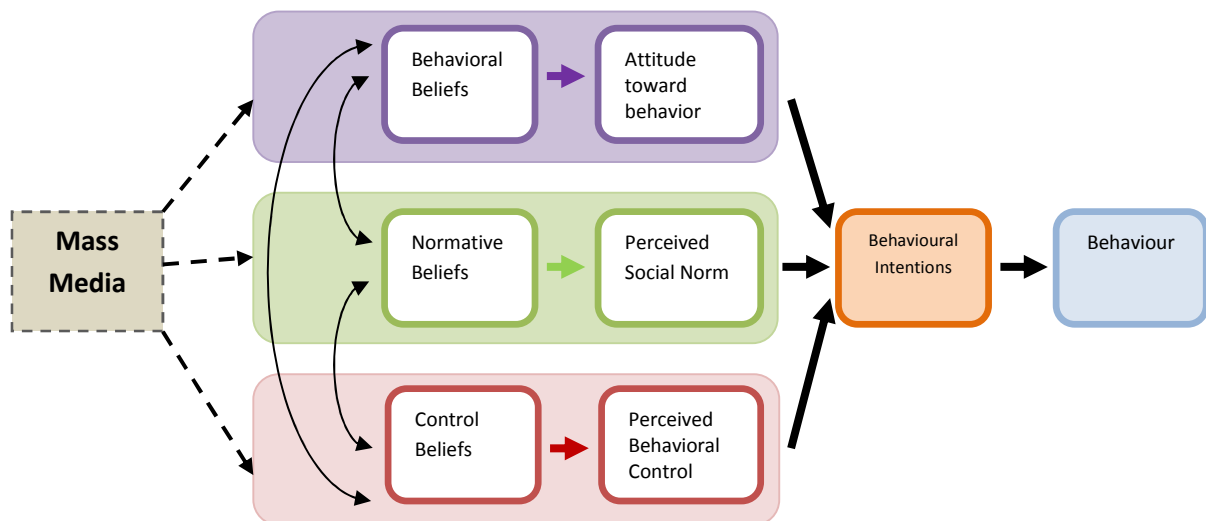 Behavioral
Beliefs
Attitude
toward
behavior
Mass
Media
Normative
Beliefs
Perceived
Social Norm
Behavioural
Intentions
Behaviour
Control
Beliefs
Perceived
Behavioral
Control